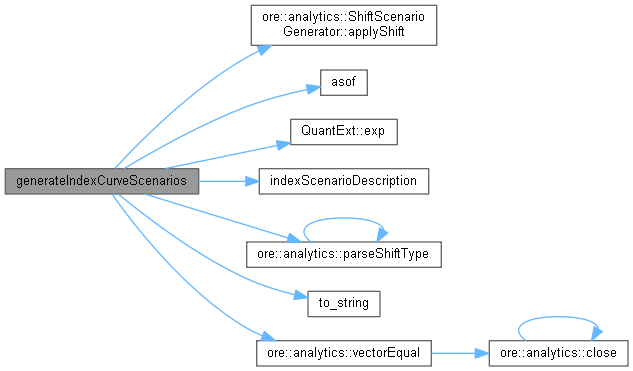 ore::analytics::ShiftScenario
Generator::applyShift
asof
QuantExt::exp
generateIndexCurveScenarios
indexScenarioDescription
ore::analytics::parseShiftType
to_string
ore::analytics::vectorEqual
ore::analytics::close